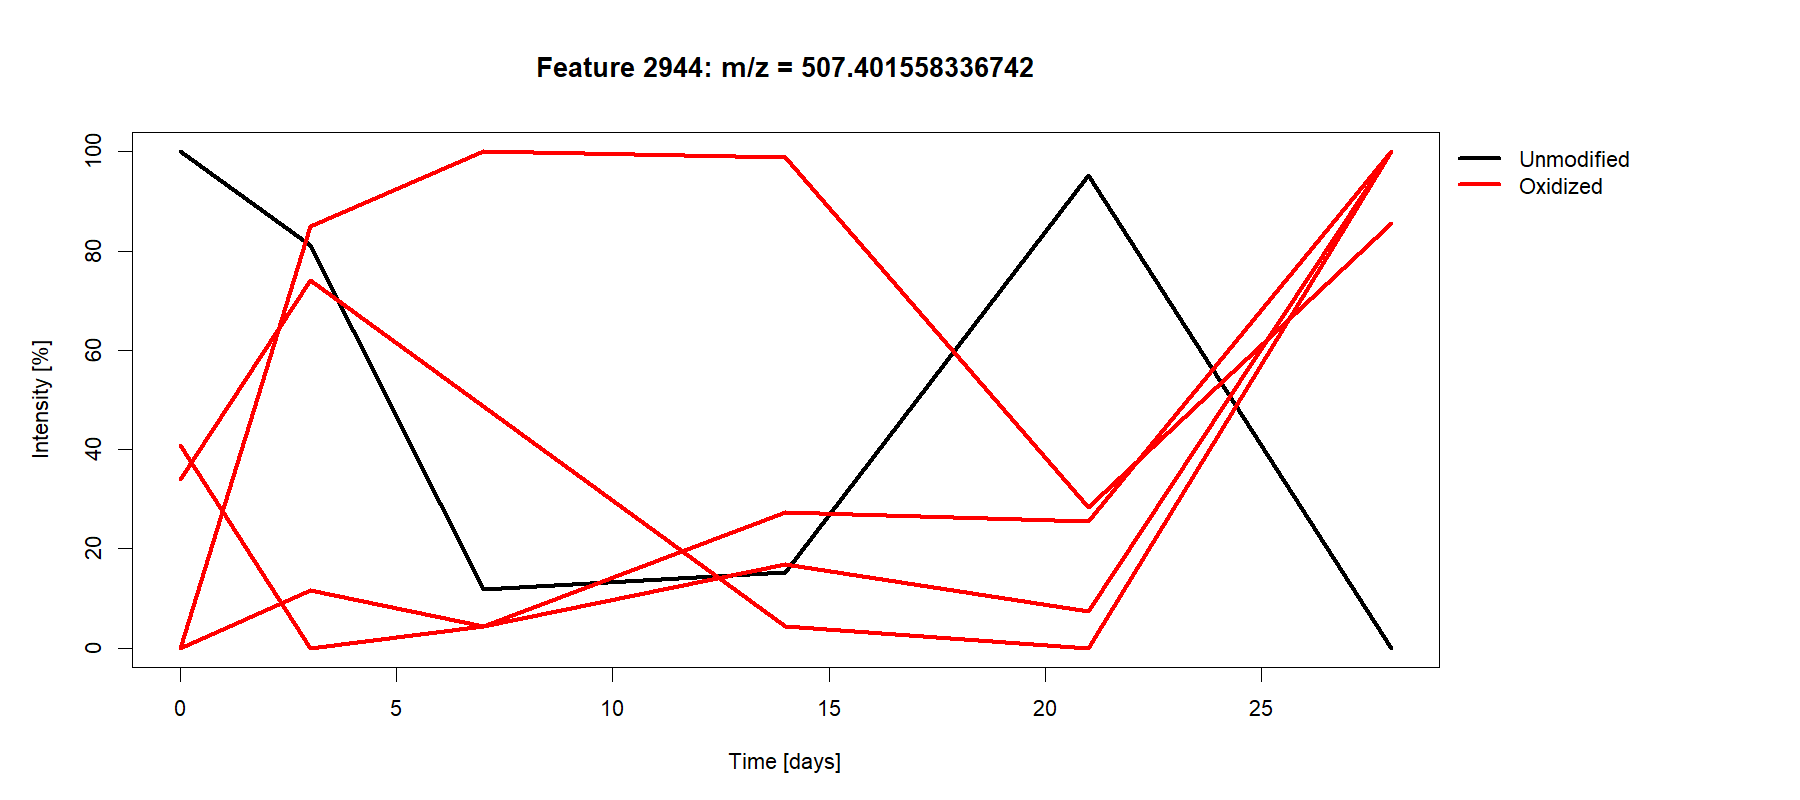 Feature 2944: m/z = 507.401558336742
Unmodified
Oxidized
Intensity [%]
100
80
60
40
20
0
0 5 10 15 20 25
Time [days]